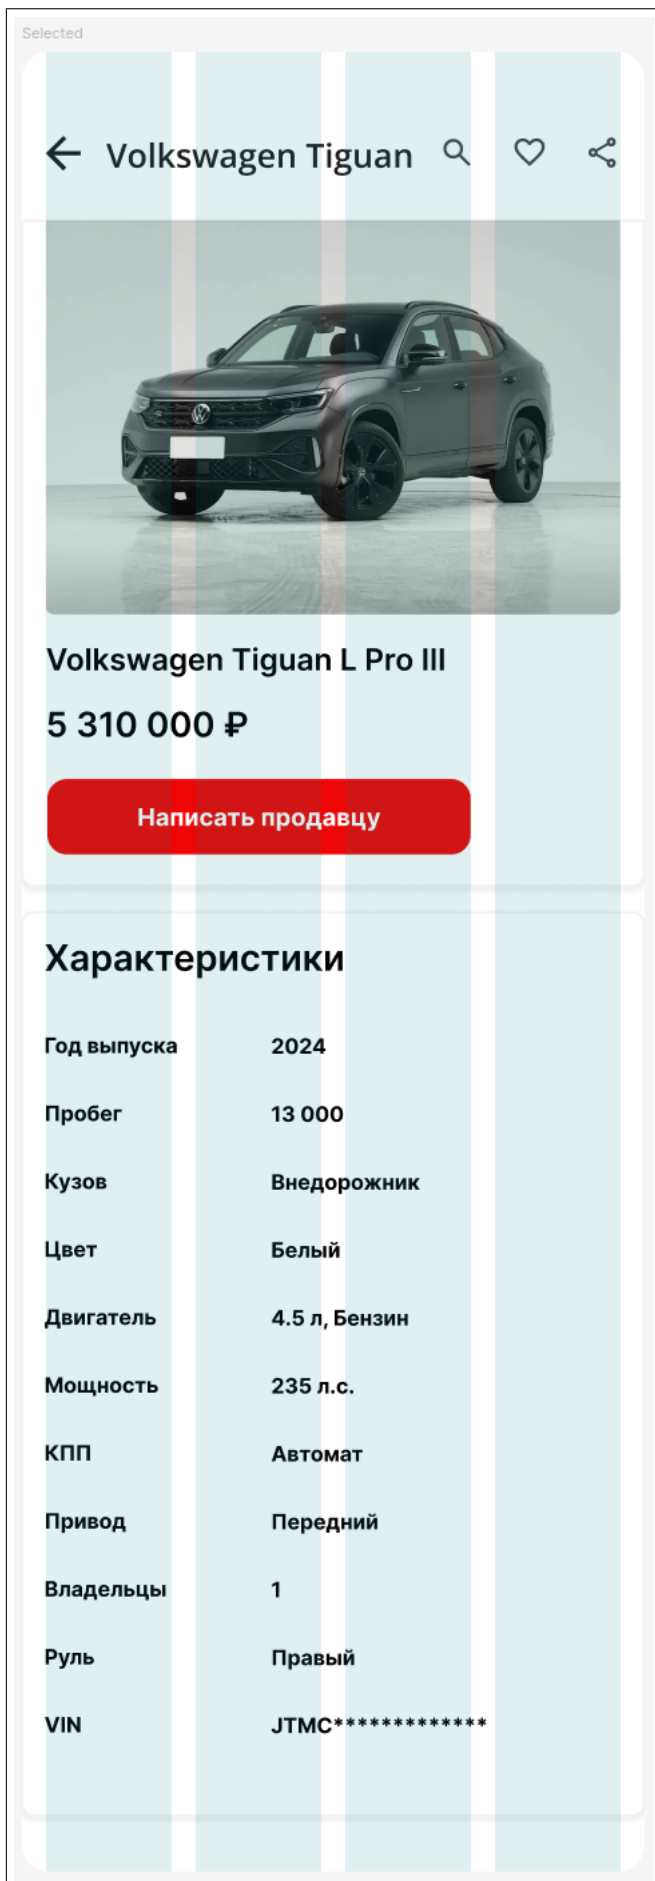 Selected
Volkswagen Tiguan
Volkswagen Tiguan L Pro III
5 310 000 ₽
Написать продавцу
Характеристики
Год выпуска 2024
Пробег 13 000
Кузов Внедорожник
Цвет Белый
Двигатель 4.5 л, Бензин
Мощность 235 л.с.
КПП Автомат
Привод Передний
Владельцы 1
Руль Правый
VIN JTMC*************